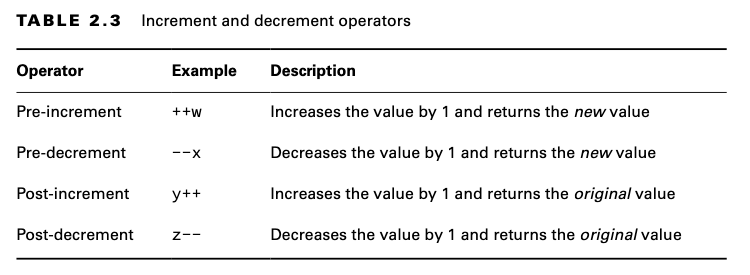 TABLE 2.3 Increment and decrement operators
Operator Example Description
Pre-increment ++w Increases the value by 1 and returns the new value
Pre-decrement --x Decreases the value by 1 and returns the new value
Post-increment y++ Increases the value by 1 and returns the original value
Post-decrement z-- Decreases the value by 1 and returns the original value